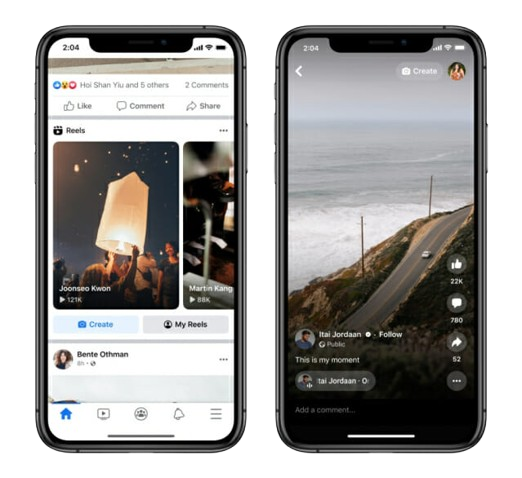 2:04
Hoi Shan Yiu and 5 others 2 Comments
Like Comment Share
Reels
Joonseo Kwon
121K
Martin Kang
88K
Create My Reels
Bente Othman
8h
2:04
Create
22K
780
Itai Jordaan · Follow
Public
52
This is my moment
Itai Jordaan · O
Add a comment...